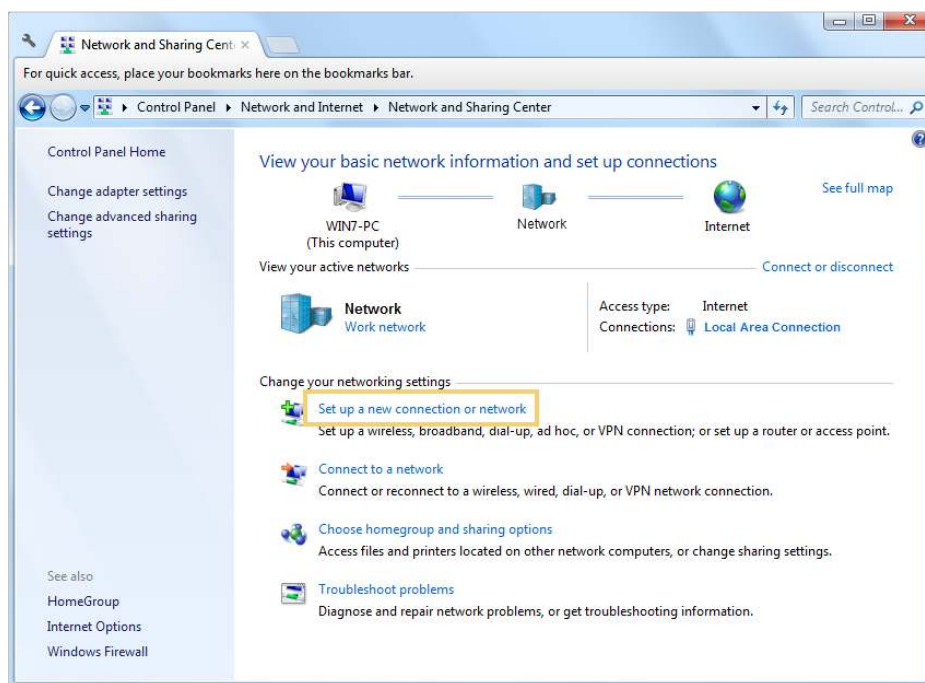 Network and Sharing Cent
For quick access, place your bookmarks here on the bookmarks bar.
Control Panel Network and Internet Network and Sharing Center
Search Control...
Control Panel Home
Change adapter settings
Change advanced sharing
settings
View your basic network information and set up connections
See full map
WIN7-PC
(This computer)
Network
Internet
View your active networks
Connect or disconnect
Network
Work network
Access type: Internet
Connections: Local Area Connection
Change your networking settings
Set up a new connection or network
Set up a wireless, broadband, dial-up, ad hoc, or VPN connection; or set up a router or access point.
Connect to a network
Connect or reconnect to a wireless, wired, dial-up, or VPN network connection.
Choose homegroup and sharing options
Access files and printers located on other network computers, or change sharing settings.
Troubleshoot problems
Diagnose and repair network problems, or get troubleshooting information.
See also
HomeGroup
Internet Options
Windows Firewall